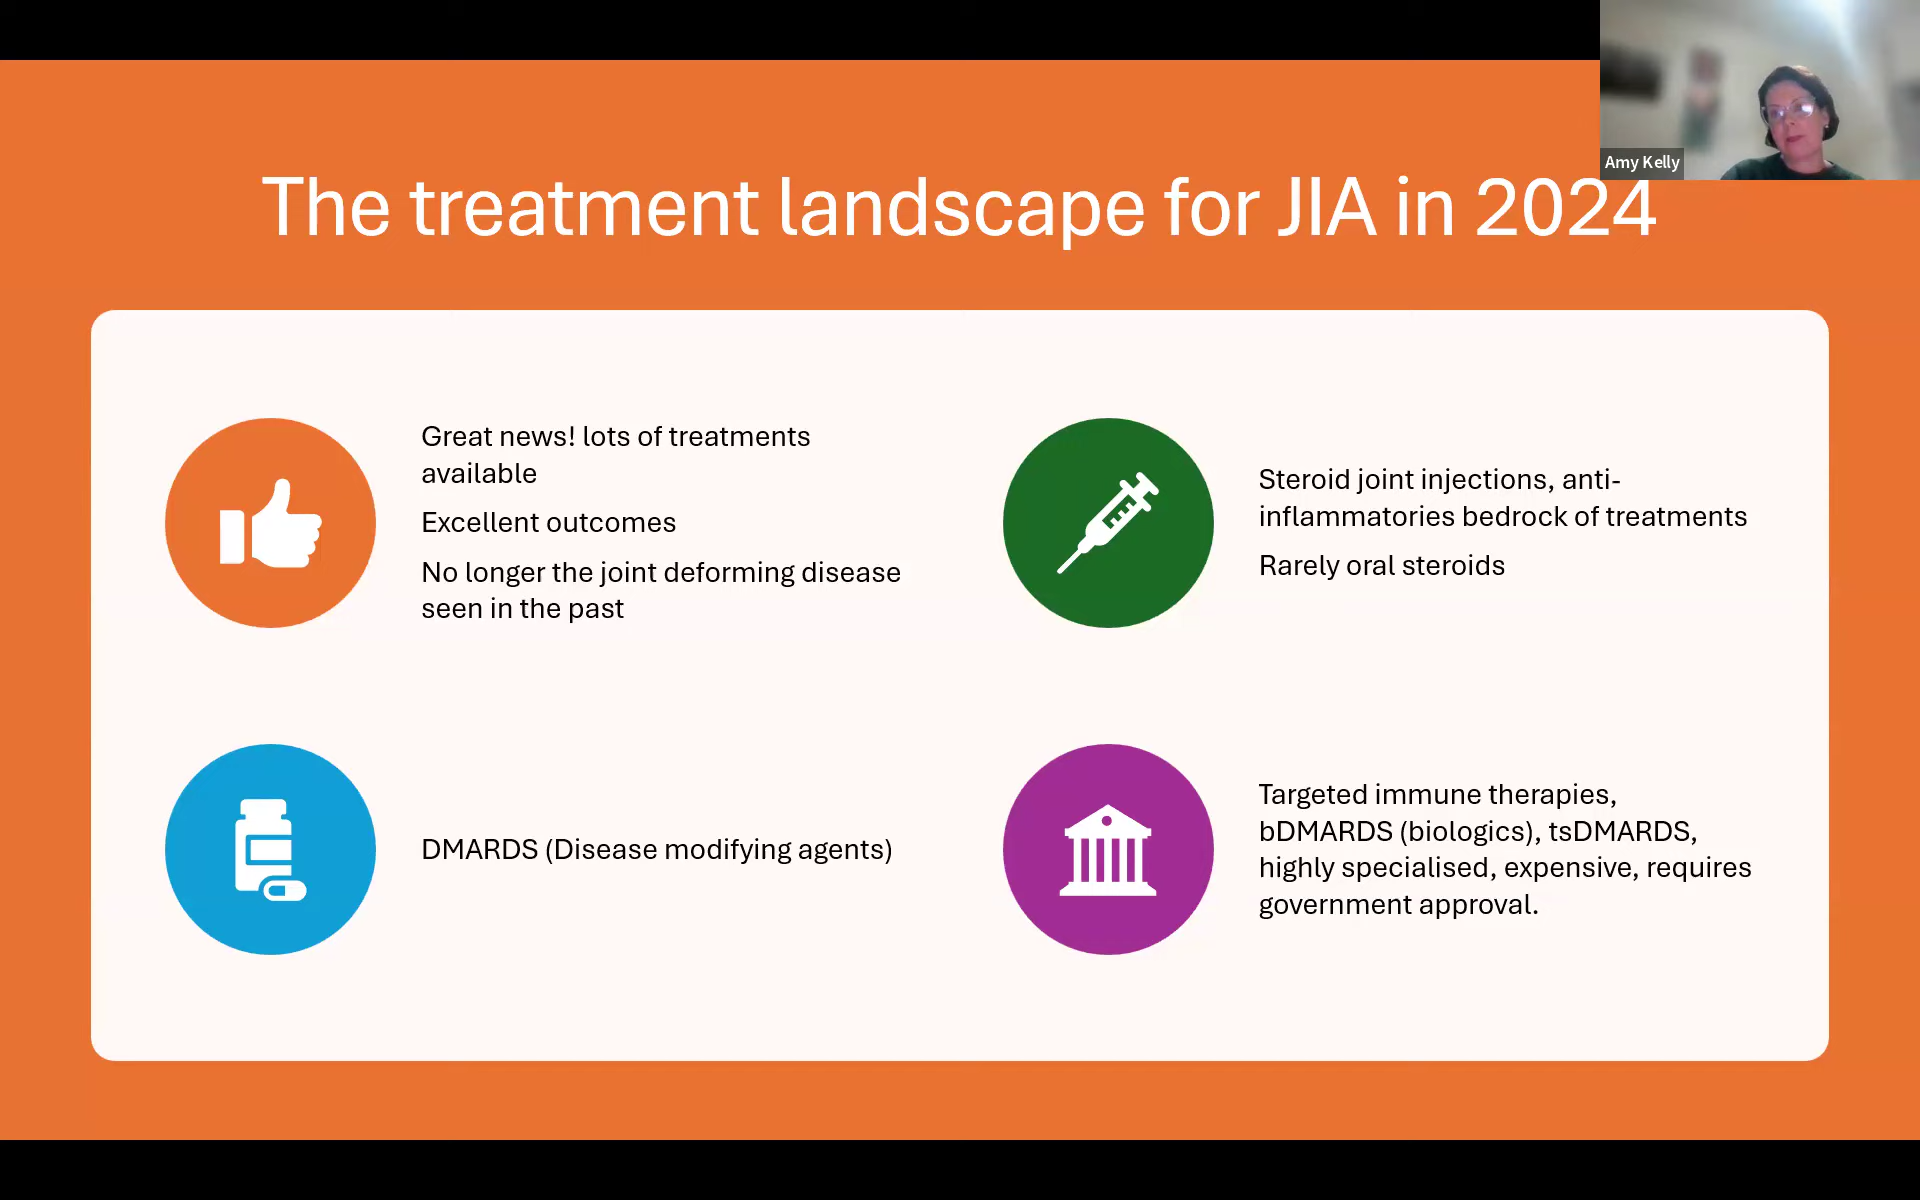 Amy Kelly
The treatment landscape for JIA in 2024
Great news! lots of treatments
available
Excellent outcomes
No longer the joint deforming disease
seen in the past
Steroid joint injections, anti-
inflammatories bedrock of treatments
Rarely oral steroids
DMARDS (Disease modifying agents)
Targeted immune therapies,
bDMARDS (biologics), tsDMARDS,
highly specialised, expensive, requires
government approval.